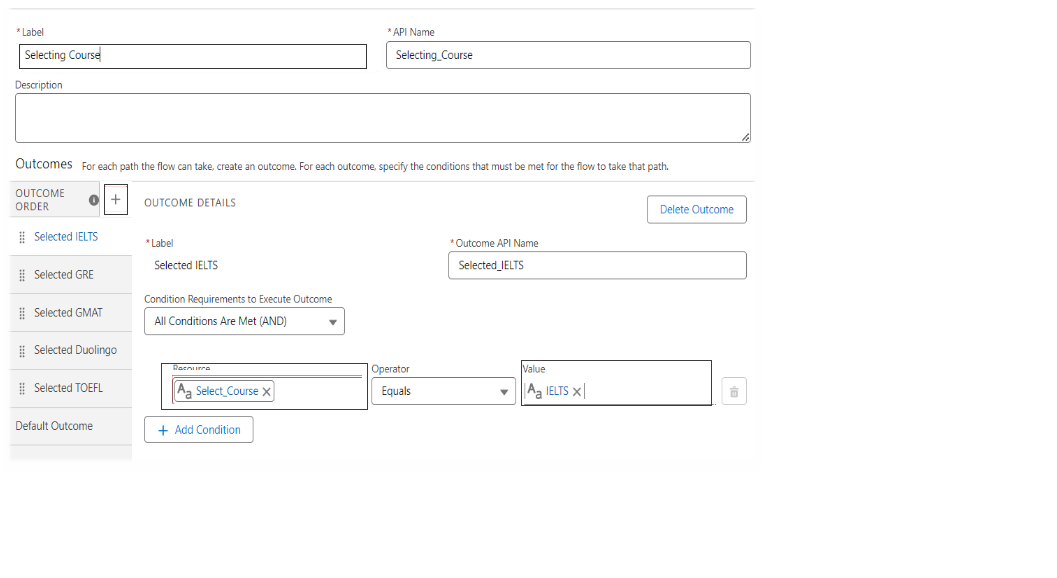 * Label
* API Name
Selecting Course
Selecting_Course
Description
Outcomes For each path the flow can take, create an outcome. For each outcome, specify the conditions that must be met for the flow to take that path.
OUTCOME
ORDER
i
+
OUTCOME DETAILS
Delete Outcome
Selected IELTS
Selected GRE
Selected GMAT
Selected Duolingo
Selected TOEFL
Default Outcome
* Label
* Outcome API Name
Selected IELTS
Selected_IELTS
Condition Requirements to Execute Outcome
All Conditions Are Met (AND)
Resource
Operator
Value
Aa Select_Course ×
Equals
Aa IELTS ×
+ Add Condition